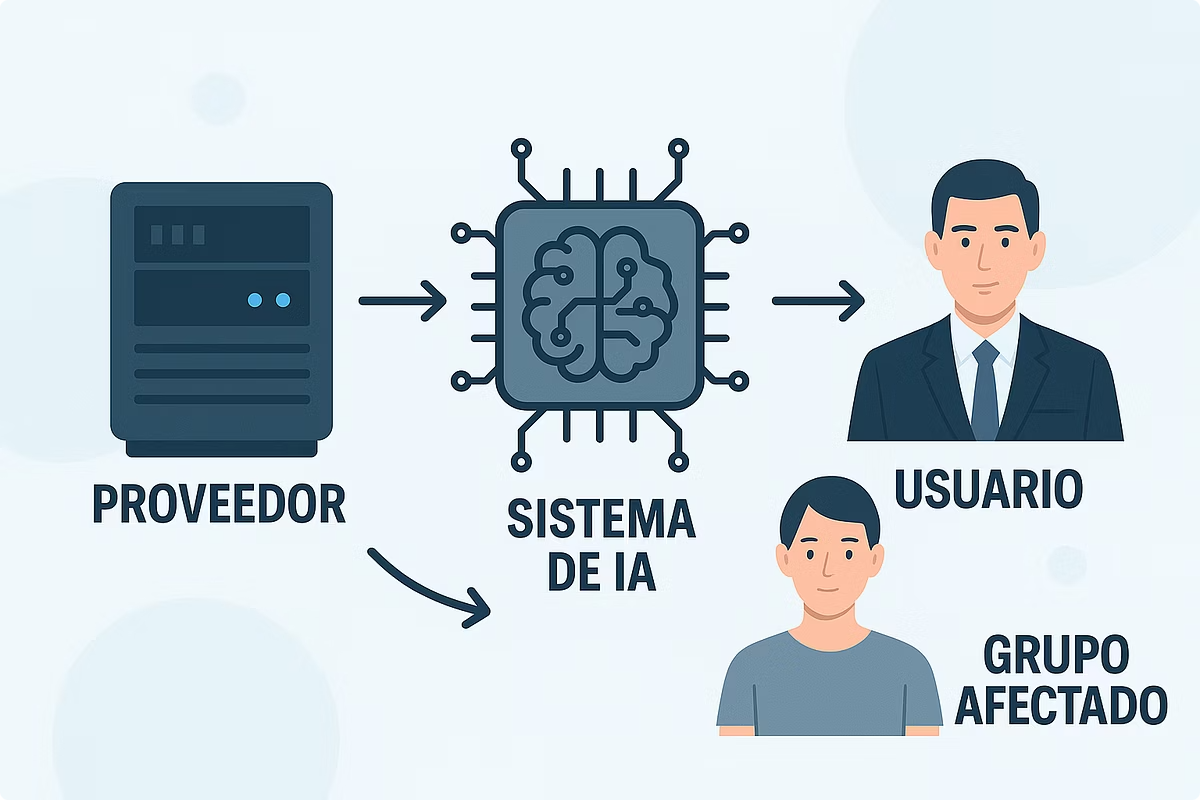 PROVEEDOR
SISTEMA
DE IA
USUARIO
GRUPO
AFECTADO